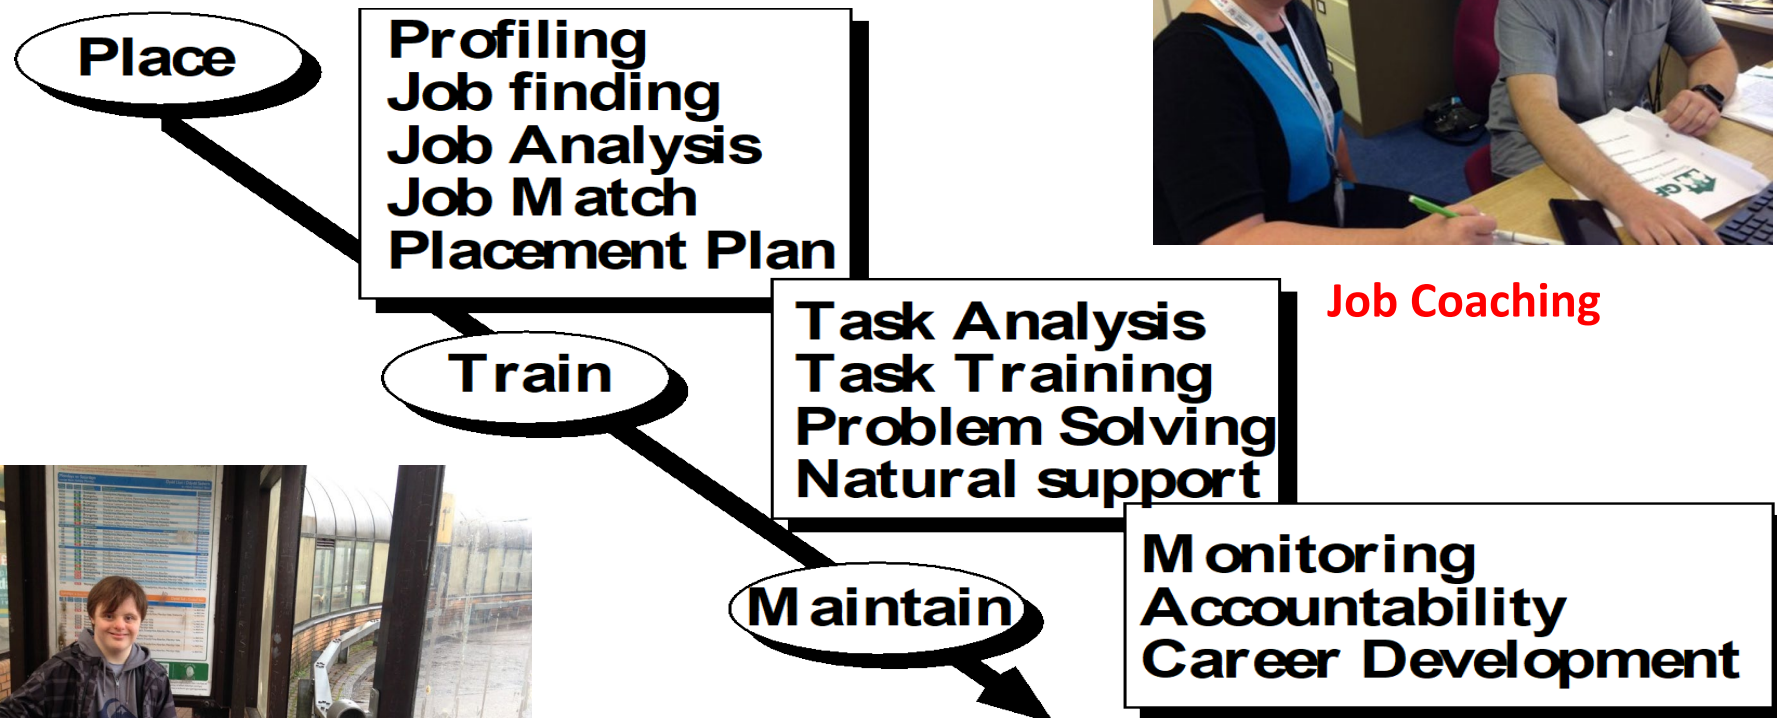 Place
Profiling
Job finding
Job Analysis
Job Match
Placement Plan
Job Coaching
Train
Task Analysis
Task Training
Problem Solving
Natural support
Maintain
Monitoring
Accountability
Career Development